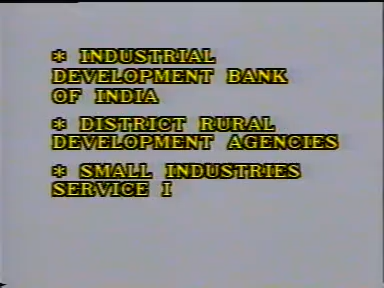 * INDUSTRIAL
DEVELOPMENT BANK
OF INDIA
* DISTRICT RURAL
DEVELOPMENT AGENCIES
* SMALL INDUSTRIES
SERVICE I